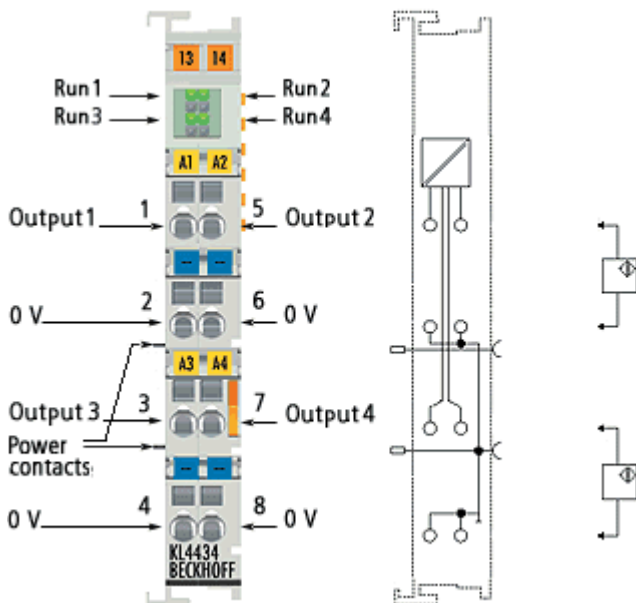 13 14
Run 1
Run 2
Run 3
Run 4
A1 A2
Output 1
1
5
Output 2
-- --
0 V
2
6
0 V
A3 A4
Output 3
3
7
Output 4
Power
contacts
-- --
0 V
4
8
0 V
KL4434
BECKHOFF